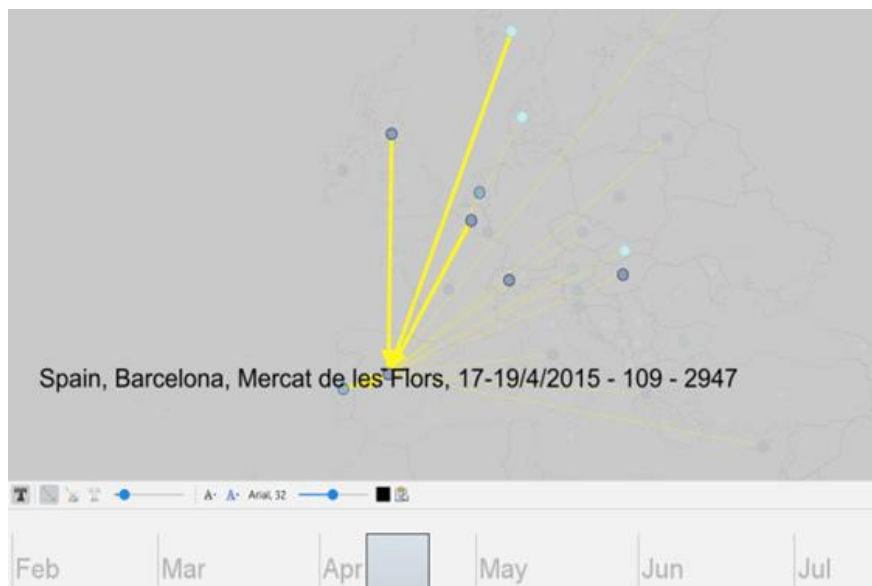 Spain, Barcelona, Mercat de les Flors, 17-19/4/2015 - 109 - 2947
T A- A- Arial, 32
Feb Mar Apr May Jun Jul